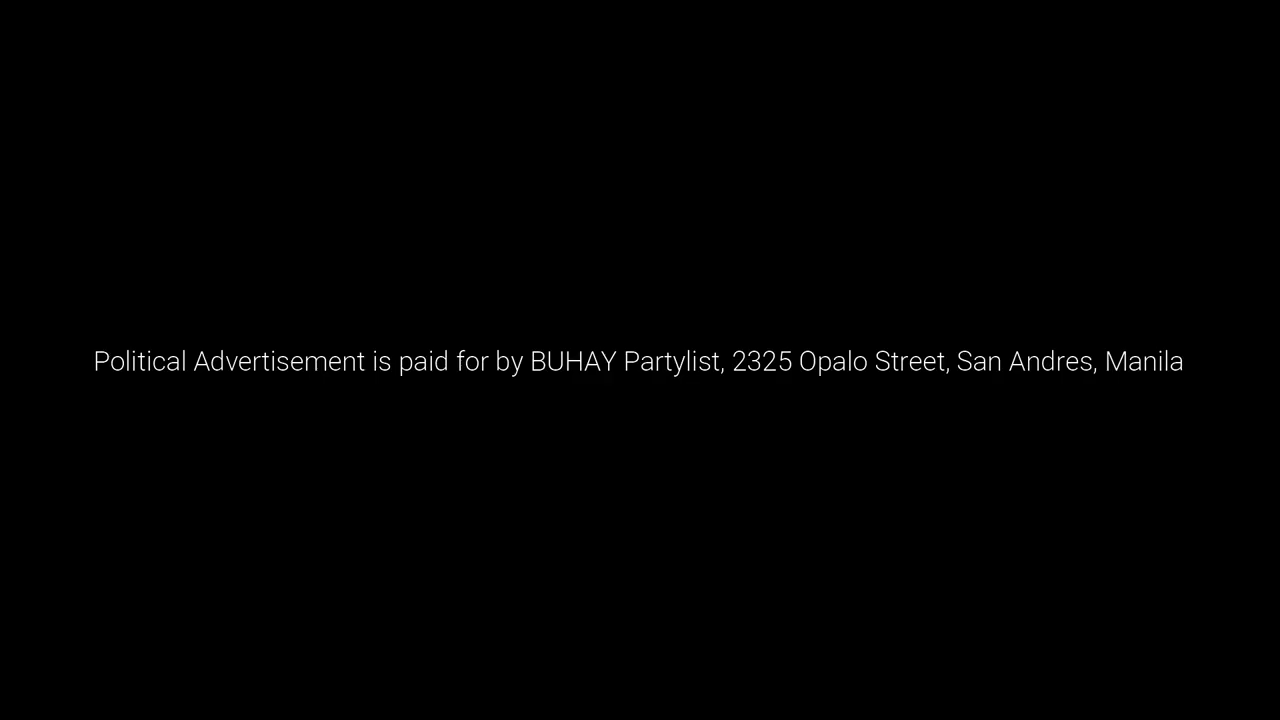 Political Advertisement is paid for by BUHAY Partylist, 2325 Opalo Street, San Andres, Manila